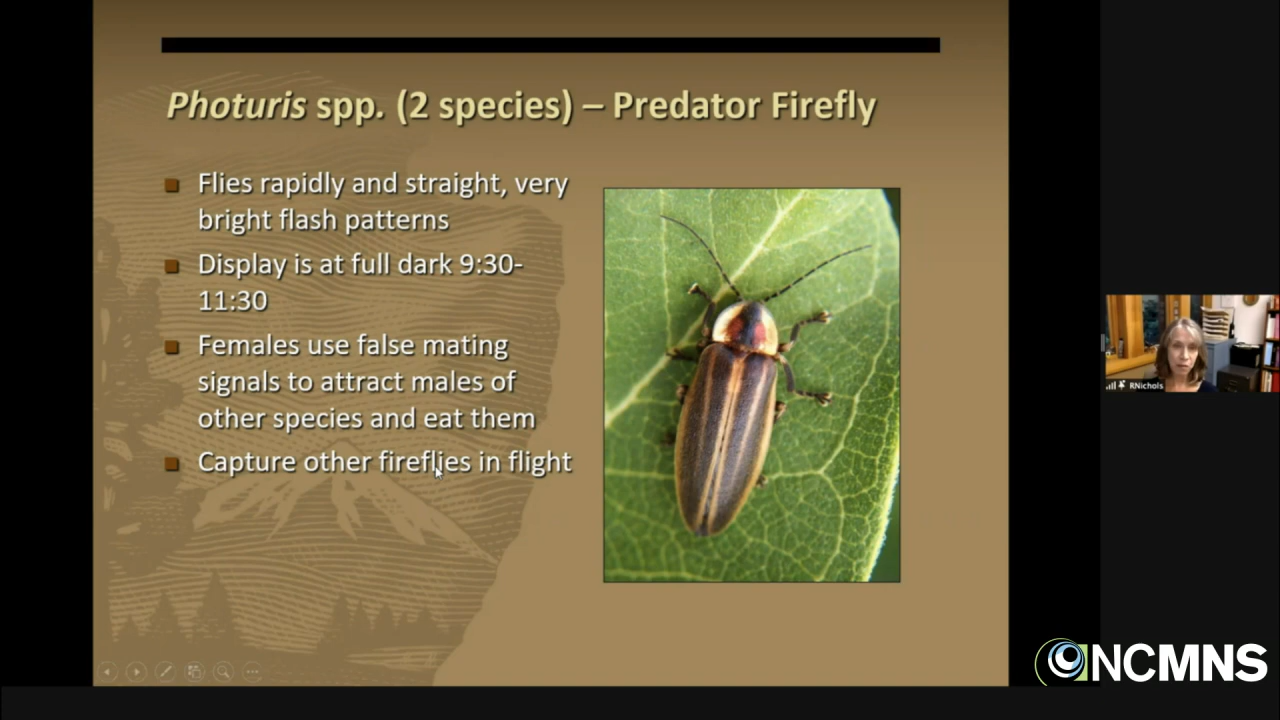 Photuris spp. (2 species) – Predator Firefly
Flies rapidly and straight, very
bright flash patterns
Display is at full dark 9:30-
11:30
Females use false mating
signals to attract males of
other species and eat them
Capture other fireflies in flight
RNichols
NCMNS